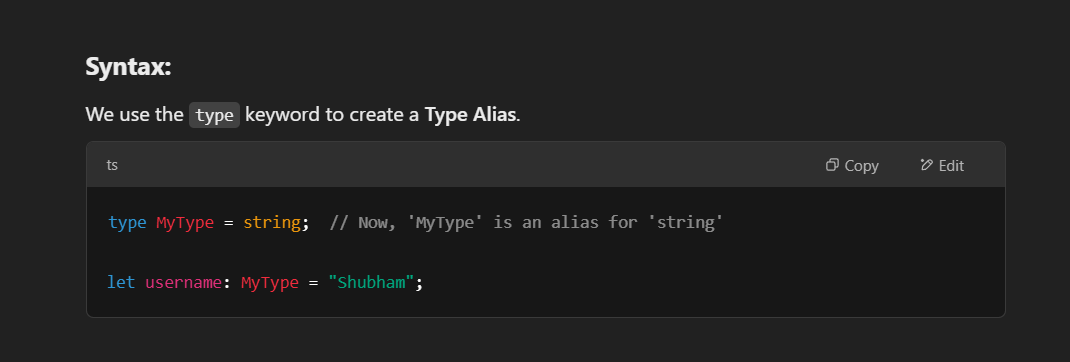 Syntax:
We use the type keyword to create a Type Alias.
ts
Copy
Edit
type MyType = string;  // Now, 'MyType' is an alias for 'string'
let username: MyType = "Shubham";